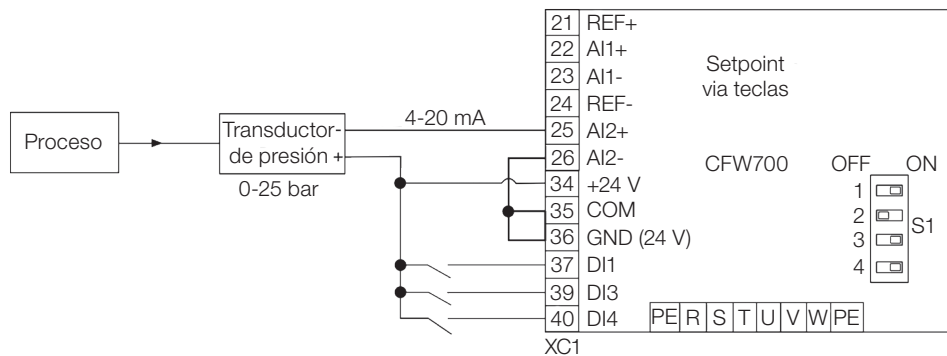 Proceso
Transductor-
de presión +
0-25 bar
4-20 mA
21 REF+
22 AI1+
23 AI1-
24 REF-
25 AI2+
26 AI2-
34 +24 V
35 COM
36 GND (24 V)
37 DI1
39 DI3
40 DI4
XC1
Setpoint
via teclas
CFW700
OFF ON
1
2
3
4
S1
PE R S T U V W PE